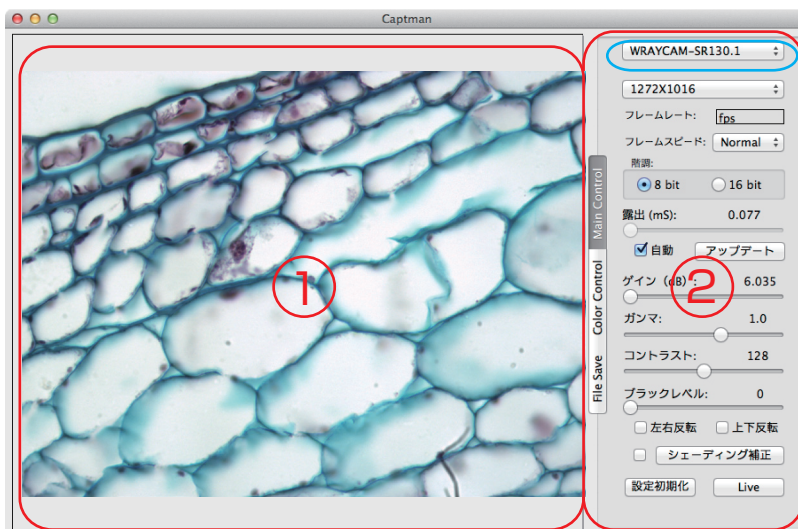 Captman
①
WRAYCAM-SR130.1
1272X1016
フレームレート: fps
フレームスピード: Normal
階調:
8 bit 16 bit
露出 (mS): 0.077
自動 アップデート
ゲイン (dB): 6.035
②
ガンマ: 1.0
コントラスト: 128
ブラックレベル: 0
左右反転 上下反転
シェーディング補正
設定初期化 Live
Main Control
Color Control
File Save